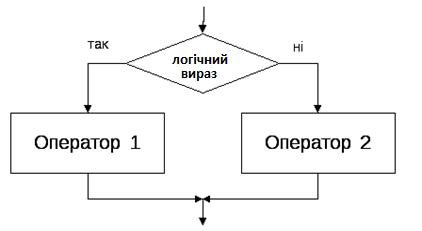 так
ні
логічний
вираз
Оператор 1
Оператор 2